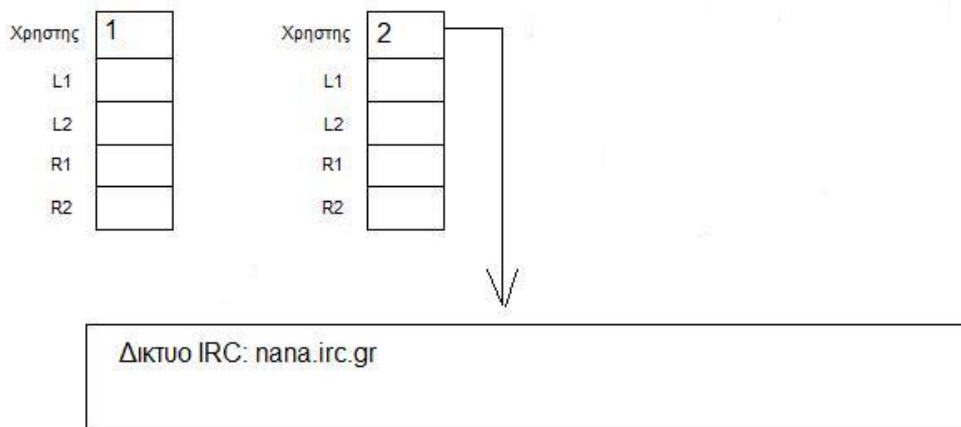 Χρηστης 1
L1
L2
R1
R2
Χρηστης 2
L1
L2
R1
R2
Δικτυο IRC: nana.irc.gr